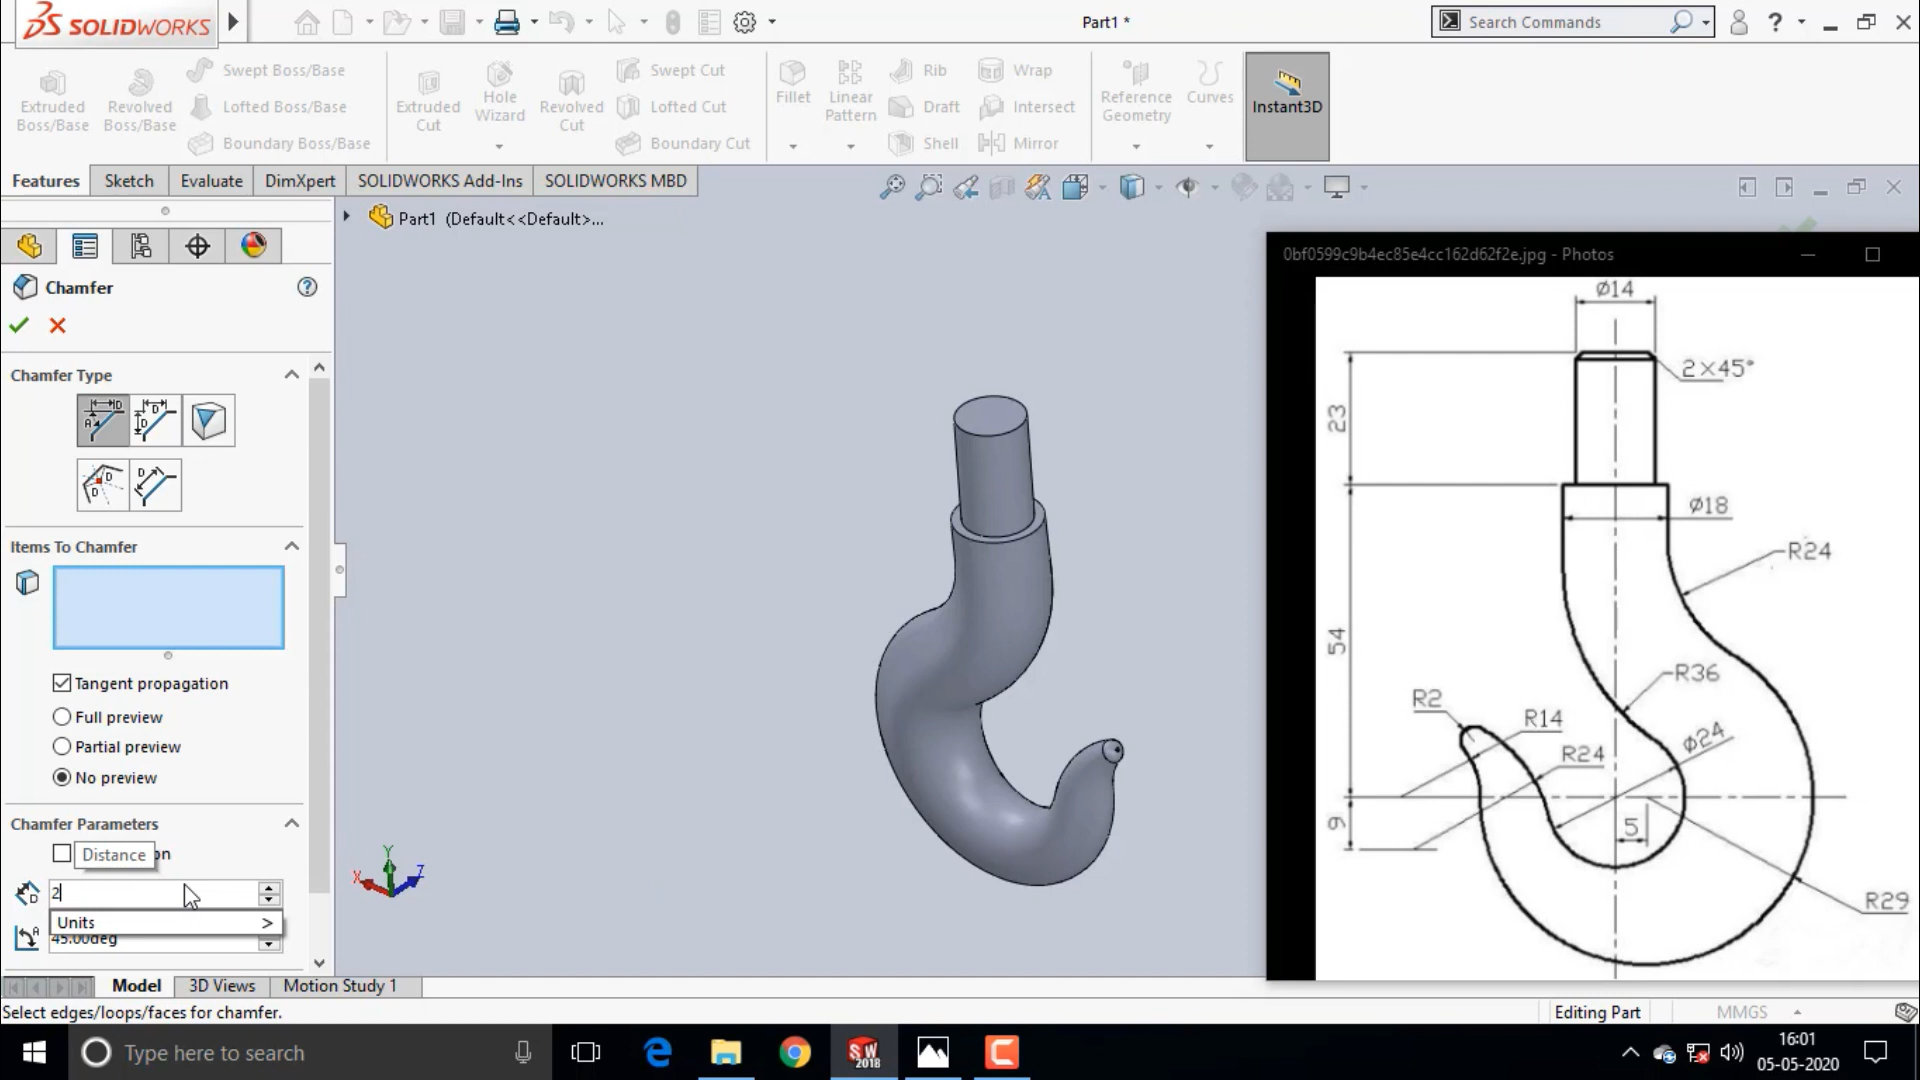 SOLIDWORKS
Part1 *
Search Commands
Extruded Boss/Base
Revolved Boss/Base
Swept Boss/Base
Lofted Boss/Base
Boundary Boss/Base
Extruded Cut
Hole Wizard
Revolved Cut
Swept Cut
Lofted Cut
Boundary Cut
Fillet
Linear Pattern
Rib
Draft
Shell
Wrap
Intersect
Mirror
Reference Geometry
Curves
Instant3D
Features
Sketch
Evaluate
DimXpert
SOLIDWORKS Add-Ins
SOLIDWORKS MBD
Part1 (Default<<Default>...
Chamfer
Chamfer Type
Items To Chamfer
Tangent propagation
Full preview
Partial preview
No preview
Chamfer Parameters
Distance
2
Units >
45.00deg
X Y Z
0bf0599c9b4ec85e4cc162d62f2e.jpg - Photos
Ø14
2×45°
23
Ø18
R24
54
R36
R2
R14
Ø24
R24
9
5
R29
Model
3D Views
Motion Study 1
Select edges/loops/faces for chamfer.
Editing Part
MMGS
Type here to search
SW 2018
16:01
05-05-2020